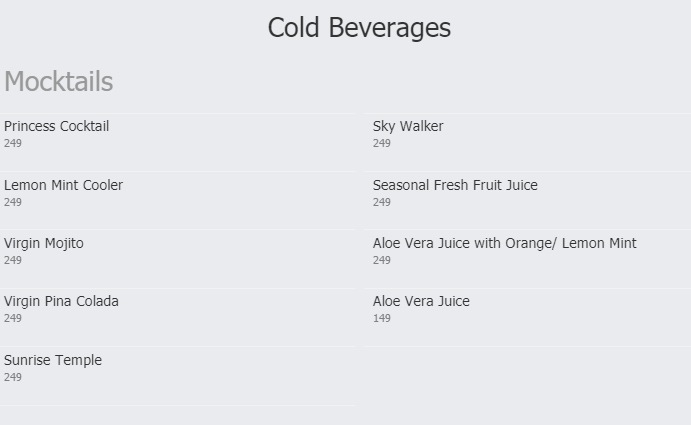 Cold Beverages
Mocktails
Princess Cocktail
249
Sky Walker
249
Lemon Mint Cooler
249
Seasonal Fresh Fruit Juice
249
Virgin Mojito
249
Aloe Vera Juice with Orange/ Lemon Mint
249
Virgin Pina Colada
249
Aloe Vera Juice
149
Sunrise Temple
249